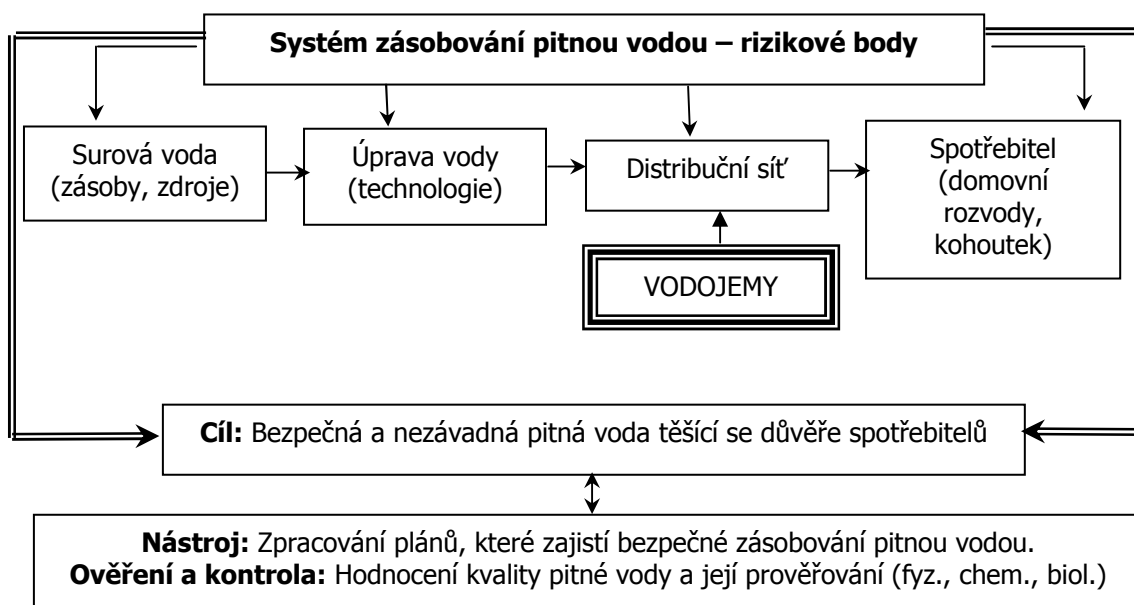 Systém zásobování pitnou vodou – rizikové body
Surová voda
(zásoby, zdroje)
Úprava vody
(technologie)
Distribuční síť
Spotřebitel
(domovní
rozvody,
kohoutek)
VODOJEMY
Cíl: Bezpečná a nezávadná pitná voda těšící se důvěře spotřebitelů
Nástroj: Zpracování plánů, které zajistí bezpečné zásobování pitnou vodou.
Ověření a kontrola: Hodnocení kvality pitné vody a její prověřování (fyz., chem., biol.)